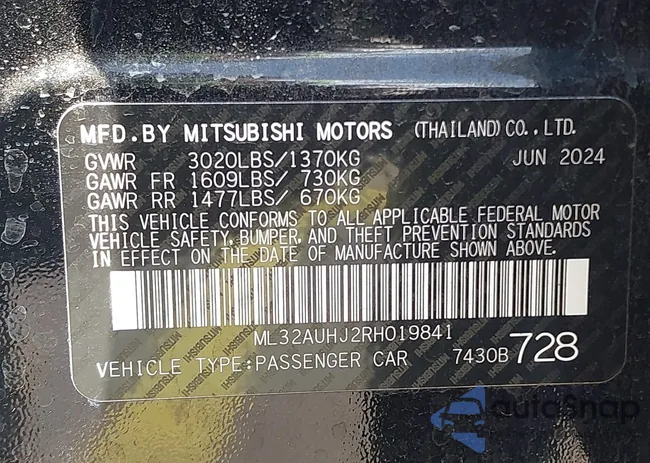 MFD.BY MITSUBISHI MOTORS (THAILAND)CO.,LTD.
GVWR 3020LBS/1370KG JUN 2024
GAWR FR 1609LBS/ 730KG
GAWR RR 1477LBS/ 670KG
THIS VEHICLE CONFORMS TO ALL APPLICABLE FEDERAL MOTOR
VEHICLE SAFETY, BUMPER, AND THEFT PREVENTION STANDARDS
IN EFFECT ON THE DATE OF MANUFACTURE SHOWN ABOVE.
ML32AUHJ2RH019841
VEHICLE TYPE:PASSENGER CAR 7430B 728
autoSnap